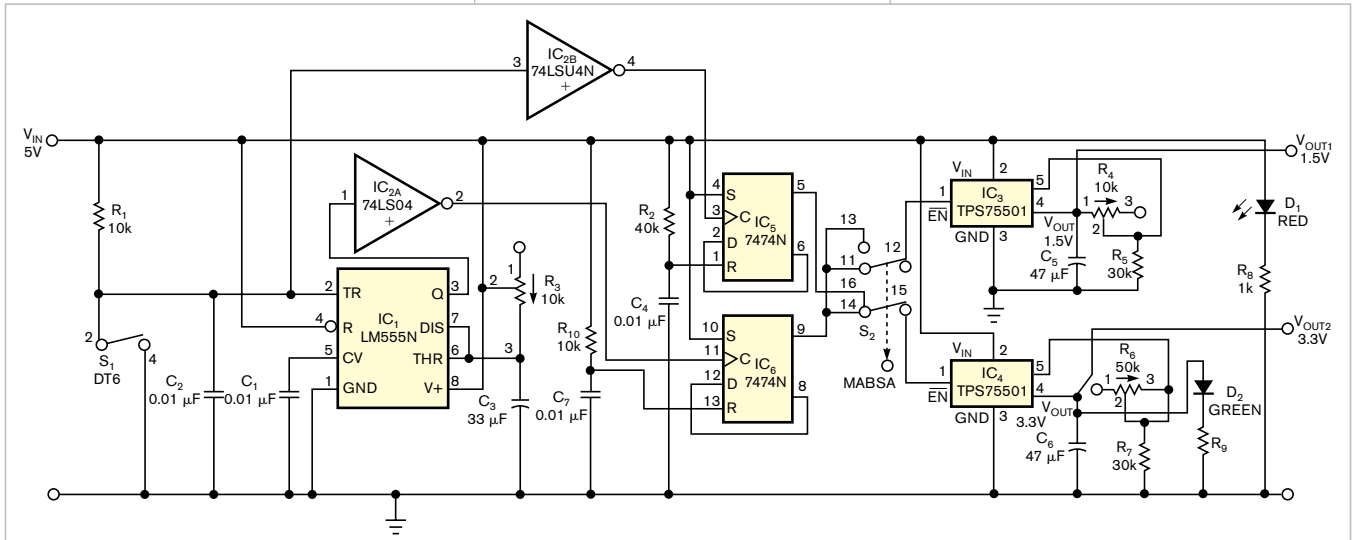 IC2B
74LSU4N
+
3
4
VIN
5V
VOUT1
1.5V
R1
10k
1
IC2A
74LS04
+
2
R2
40k
4
S
3
C
IC5
7474N
2
D
1
R
5
6
VIN
2
1
EN
IC3
TPS75501
5
4
GND
3
VOUT
1.5V
R4
10k
1
3
2
C5
47 µF
R5
30k
D1
RED
R8
1k
2
TR
Q
3
4
R
IC1
LM555N
DIS
7
5
CV
THR
6
1
GND
V+
8
1
2
R3
10k
3
R10
10k
C4
0.01 µF
13
12
11
16
15
14
S2
MABSA
2
S1
DT6
4
C2
0.01 µF
C1
0.01 µF
C3
33 µF
C7
0.01 µF
10
S
11
C
IC6
7474N
12
D
13
R
9
8
VIN
2
1
EN
IC4
TPS75501
5
4
GND
3
VOUT
3.3V
R6
50k
1
3
2
C6
47 µF
R7
30k
D2
GREEN
R9
VOUT2
3.3V